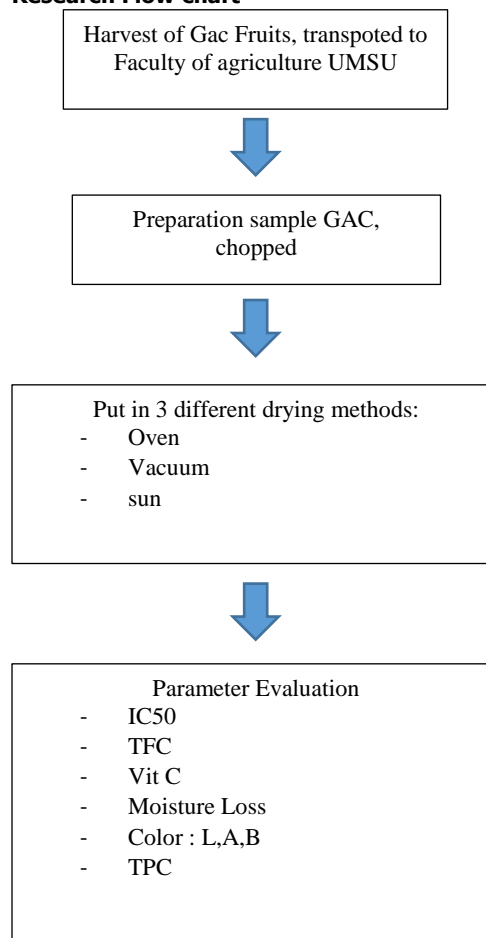 Research Flow Chart
Harvest of Gac Fruits, transpoted to
Faculty of agriculture UMSU
Preparation sample GAC,
chopped
Put in 3 different drying methods:
- Oven
- Vacuum
- sun
Parameter Evaluation
- IC50
- TFC
- Vit C
- Moisture Loss
- Color : L,A,B
- TPC